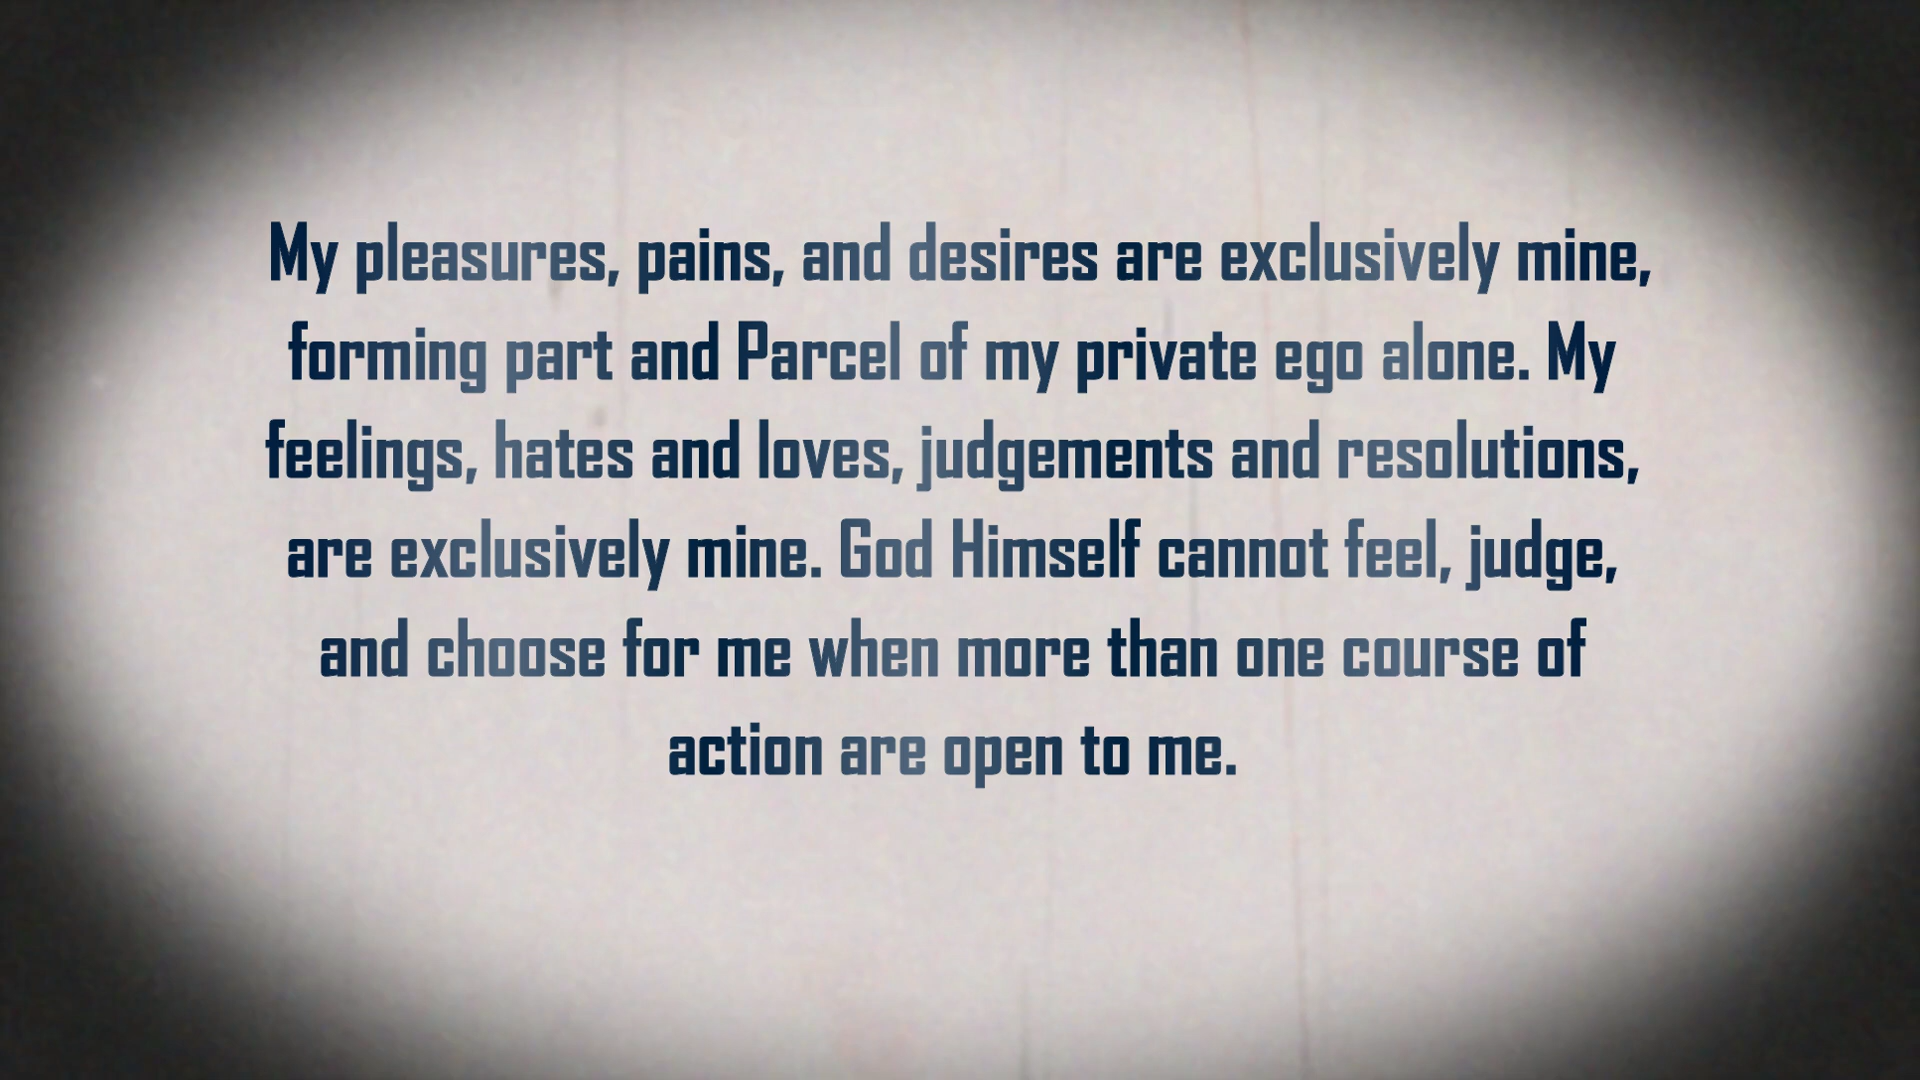 My pleasures, pains, and desires are exclusively mine,
forming part and Parcel of my private ego alone. My
feelings, hates and loves, judgements and resolutions,
are exclusively mine. God Himself cannot feel, judge,
and choose for me when more than one course of
action are open to me.